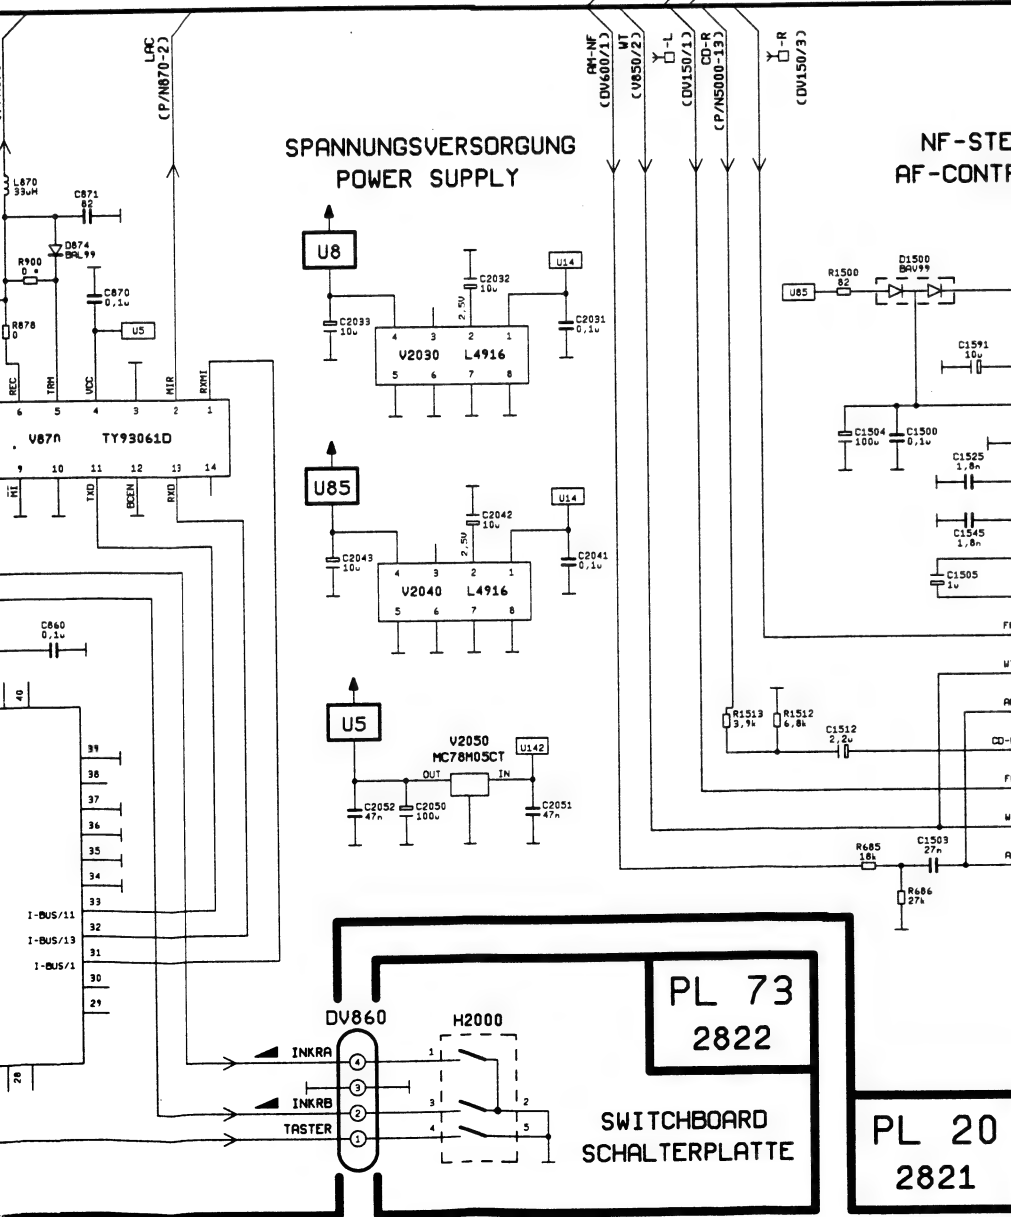 LAC
(P/N870-2)
AM-NF
(DV600/1)
WT
(V850/2)
-L
(DV150/1)
CD-R
(P/N5000-13)
-R
(DV150/3)
SPANNUNGSVERSORGUNG
POWER SUPPLY
NF-STE
AF-CONT
L870
33uH
C871
82
D874
BAL99
R900
0
C870
0,1u
U5
R878
0
REC
TRM
VCC
MIR
RXMI
6 5 4 3 2 1
TY93061D
9 10 11 12 13 14
MI
TXD
BCEN
RXD
U8
C2033
10u
C2032
10u
2.5V
U14
C2031
0,1u
4 3 2 1
V2030 L4916
5 6 7 8
U85
C2043
10u
C2042
10u
2.5V
U14
C2041
0,1u
4 3 2 1
V2040 L4916
5 6 7 8
U5
V2050
MC78M05CT
U142
OUT
IN
C2052
47n
C2050
100u
C2051
47n
U85
R1500
82
D1500
BAV99
C1591
10u
C1504
100u
C1500
0,1u
C1525
1,8n
C1545
1,8n
C1505
1u
R1513
3,9k
R1512
6,8k
C1512
2,2u
CD-
R685
18k
C1503
27n
R686
27k
C860
0,1u
40
39
38
37
36
35
34
33
I-BUS/11
32
I-BUS/13
31
I-BUS/1
30
29
28
DV860
H2000
INKRA
4
1
3
INKRB
2
3
2
TASTER
1
4
5
PL 73
2822
SWITCHBOARD
SCHALTERPLATTE
PL 20
2821